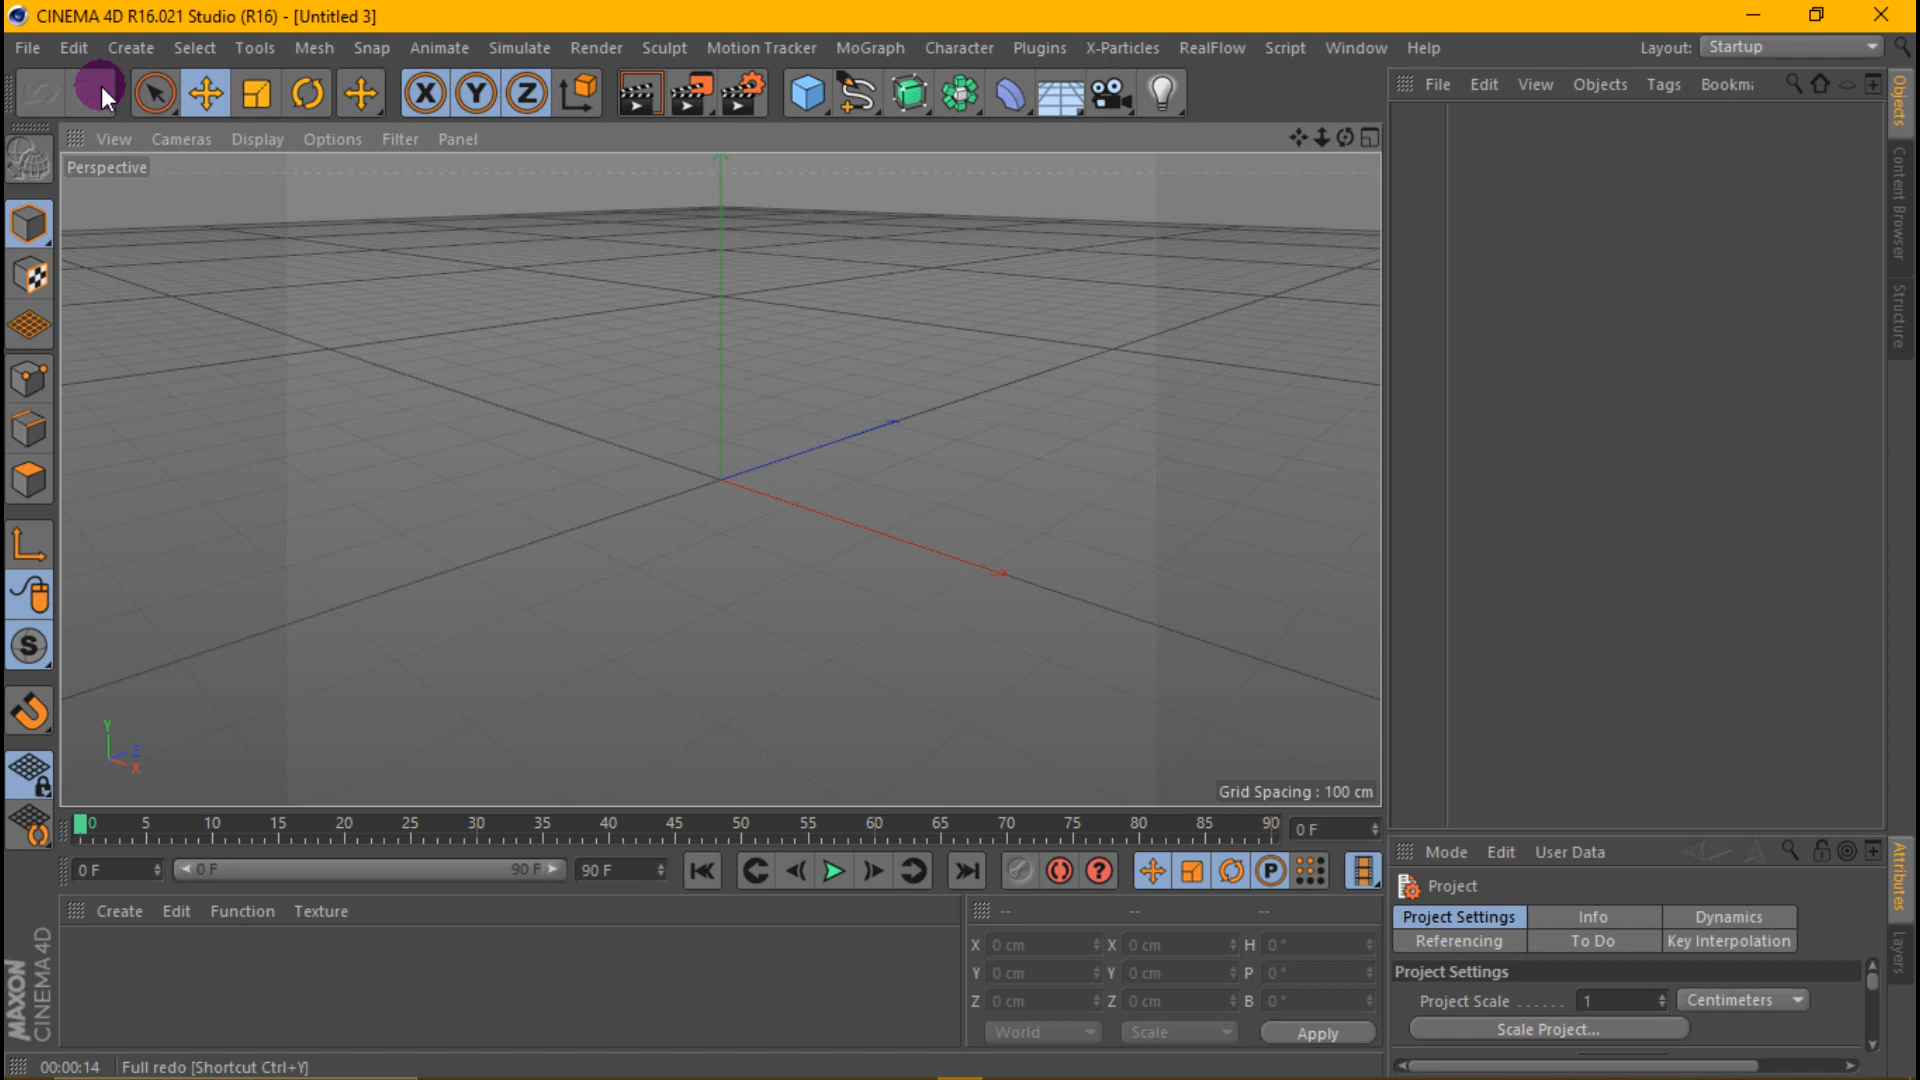 CINEMA 4D R16.021 Studio (R16) - [Untitled 3]
File Edit Create Select Tools Mesh Snap Animate Simulate Render Sculpt Motion Tracker MoGraph Character Plugins X-Particles RealFlow Script Window Help Layout: Startup
X Y Z
File Edit View Objects Tags Bookm
View Cameras Display Options Filter Panel
Perspective
Objects
Content Browser
Structure
Y
Z
X
Grid Spacing : 100 cm
0 5 10 15 20 25 30 35 40 45 50 55 60 65 70 75 80 85 90 0 F
0 F 0 F 90 F 90 F P
Mode Edit User Data
Attributes
Layers
Project
Project Settings Info Dynamics
Referencing To Do Key Interpolation
Project Settings
Project Scale ...... 1 Centimeters
Scale Project...
Create Edit Function Texture
-- -- --
X 0 cm X 0 cm H 0 °
Y 0 cm Y 0 cm P 0 °
Z 0 cm Z 0 cm B 0 °
World Scale Apply
MAXON
CINEMA 4D
00:00:14 Full redo [Shortcut Ctrl+Y]